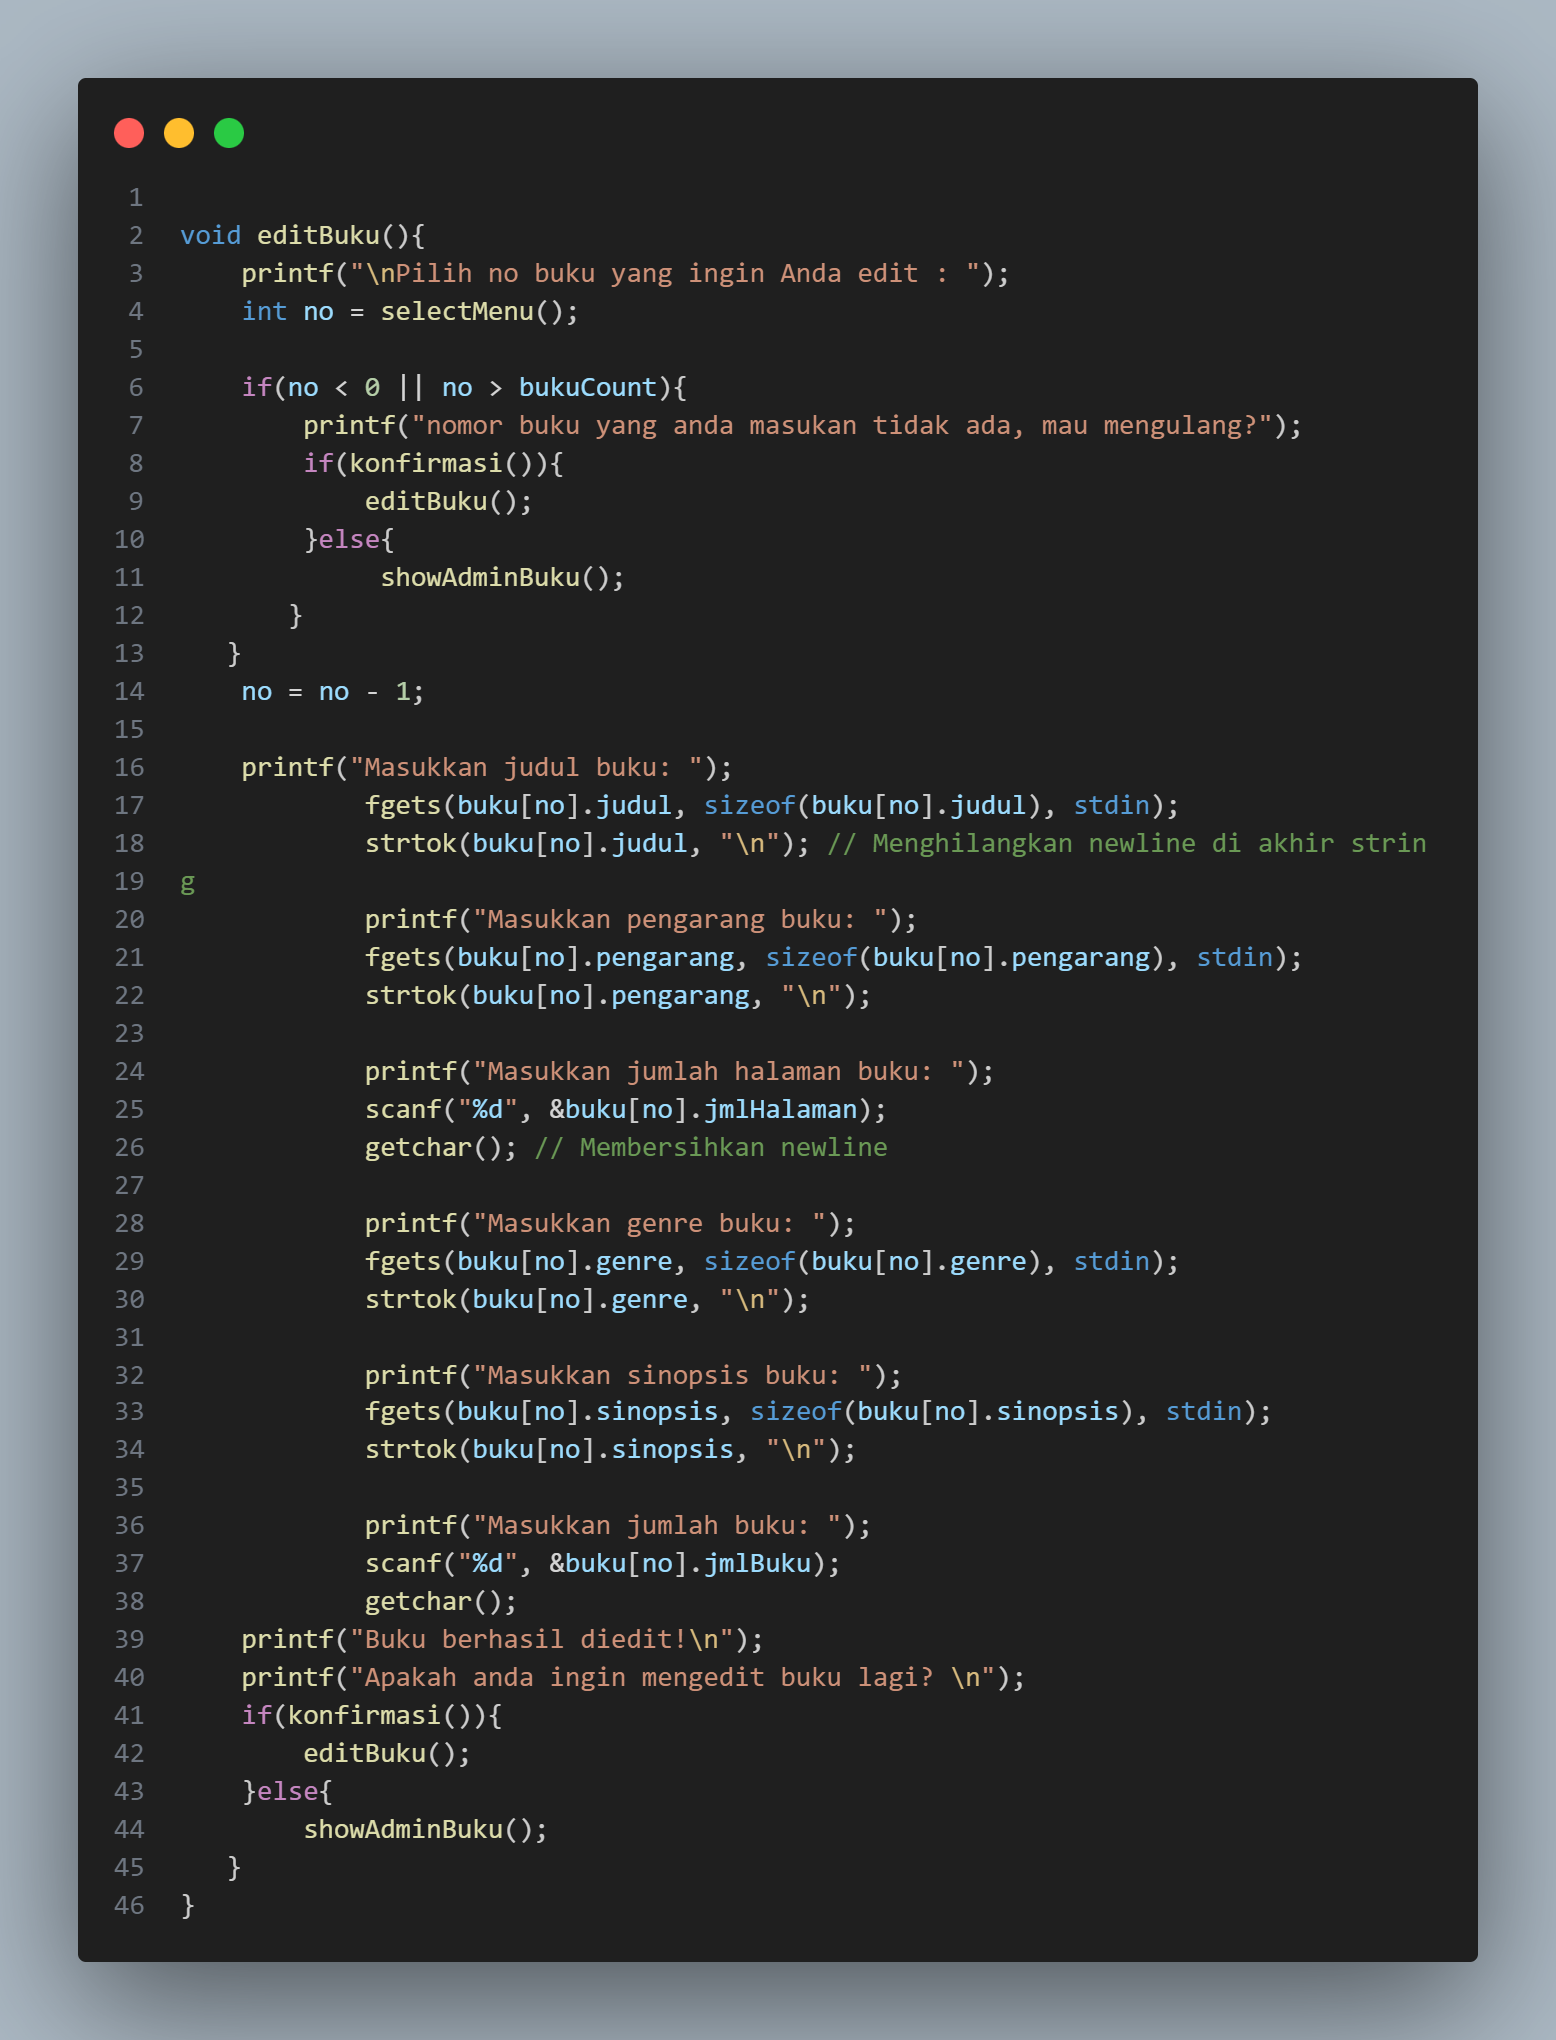 1
2 void editBuku(){
3     printf("\nPilih no buku yang ingin Anda edit : ");
4     int no = selectMenu();
5
6     if(no < 0 || no > bukuCount){
7         printf("nomor buku yang anda masukan tidak ada, mau mengulang?");
8         if(konfirmasi()){
9             editBuku();
10         }else{
11              showAdminBuku();
12        }
13    }
14     no = no - 1;
15
16     printf("Masukkan judul buku: ");
17             fgets(buku[no].judul, sizeof(buku[no].judul), stdin);
18             strtok(buku[no].judul, "\n"); // Menghilangkan newline di akhir strin
19 g
20             printf("Masukkan pengarang buku: ");
21             fgets(buku[no].pengarang, sizeof(buku[no].pengarang), stdin);
22             strtok(buku[no].pengarang, "\n");
23
24             printf("Masukkan jumlah halaman buku: ");
25             scanf("%d", &buku[no].jmlHalaman);
26             getchar(); // Membersihkan newline
27
28             printf("Masukkan genre buku: ");
29             fgets(buku[no].genre, sizeof(buku[no].genre), stdin);
30             strtok(buku[no].genre, "\n");
31
32             printf("Masukkan sinopsis buku: ");
33             fgets(buku[no].sinopsis, sizeof(buku[no].sinopsis), stdin);
34             strtok(buku[no].sinopsis, "\n");
35
36             printf("Masukkan jumlah buku: ");
37             scanf("%d", &buku[no].jmlBuku);
38             getchar();
39     printf("Buku berhasil diedit!\n");
40     printf("Apakah anda ingin mengedit buku lagi? \n");
41     if(konfirmasi()){
42         editBuku();
43     }else{
44         showAdminBuku();
45    }
46 }